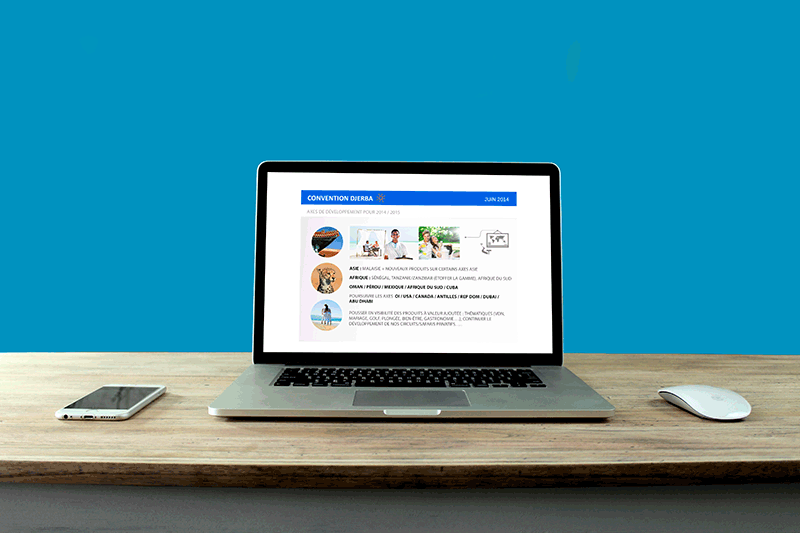 CONVENTION DJERBA
JUIN 2014
AXES DE DÉVELOPPEMENT POUR 2014 / 2015
ASIE : MALAISIE + NOUVEAUX PRODUITS SUR CERTAINS AXES ASIE
AFRIQUE : SÉNÉGAL, TANZANIE/ZANZIBAR (ÉTOFFER LA GAMME), AFRIQUE DU SUD
OMAN / PÉROU / MEXIQUE / AFRIQUE DU SUD / CUBA
POURSUIVRE LES AXES OI / USA / CANADA / ANTILLES / REP DOM / DUBAI /
ABU DHABI
POUSSER EN VISIBILITÉ DES PRODUITS À VALEUR AJOUTÉE : THÉMATIQUES (VERI,
MARIAGE, GOLF, PLONGÉE, BIEN ÊTRE, GASTRONOMIE ... ), CONTINUER LE
DÉVELOPPEMENT DE NOS CIRCUITS/SAFARIS PRIVATIFS. ...